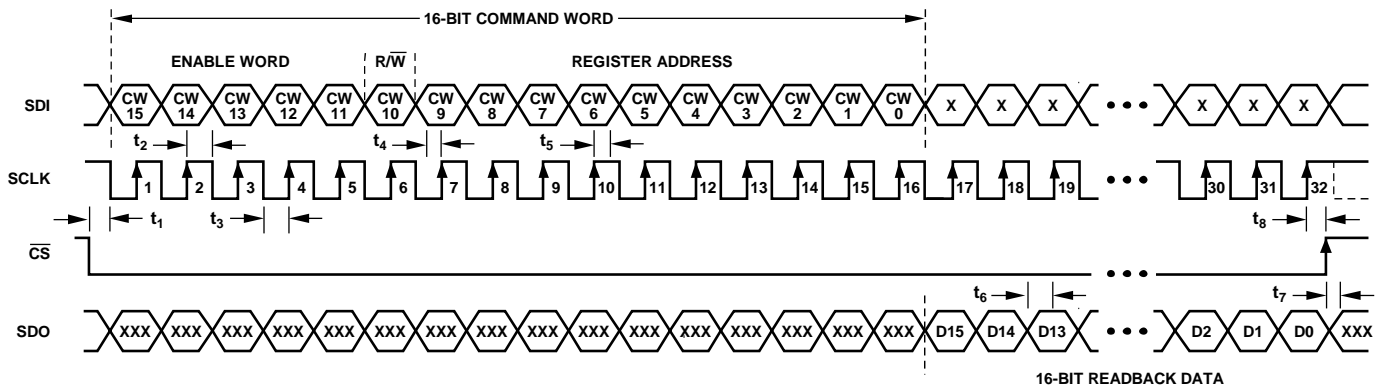 16-BIT COMMAND WORD
ENABLE WORD R/W̅ REGISTER ADDRESS
SDI CW 15 CW 14 CW 13 CW 12 CW 11 CW 10 CW 9 CW 8 CW 7 CW 6 CW 5 CW 4 CW 3 CW 2 CW 1 CW 0 X X X X X X
t2 t4 t5
SCLK 1 2 3 4 5 6 7 8 9 10 11 12 13 14 15 16 17 18 19 30 31 32
t1 t3 t8
C̅S̅
t6 t7
SDO XXX XXX XXX XXX XXX XXX XXX XXX XXX XXX XXX XXX XXX XXX XXX XXX D15 D14 D13 D2 D1 D0 XXX
16-BIT READBACK DATA